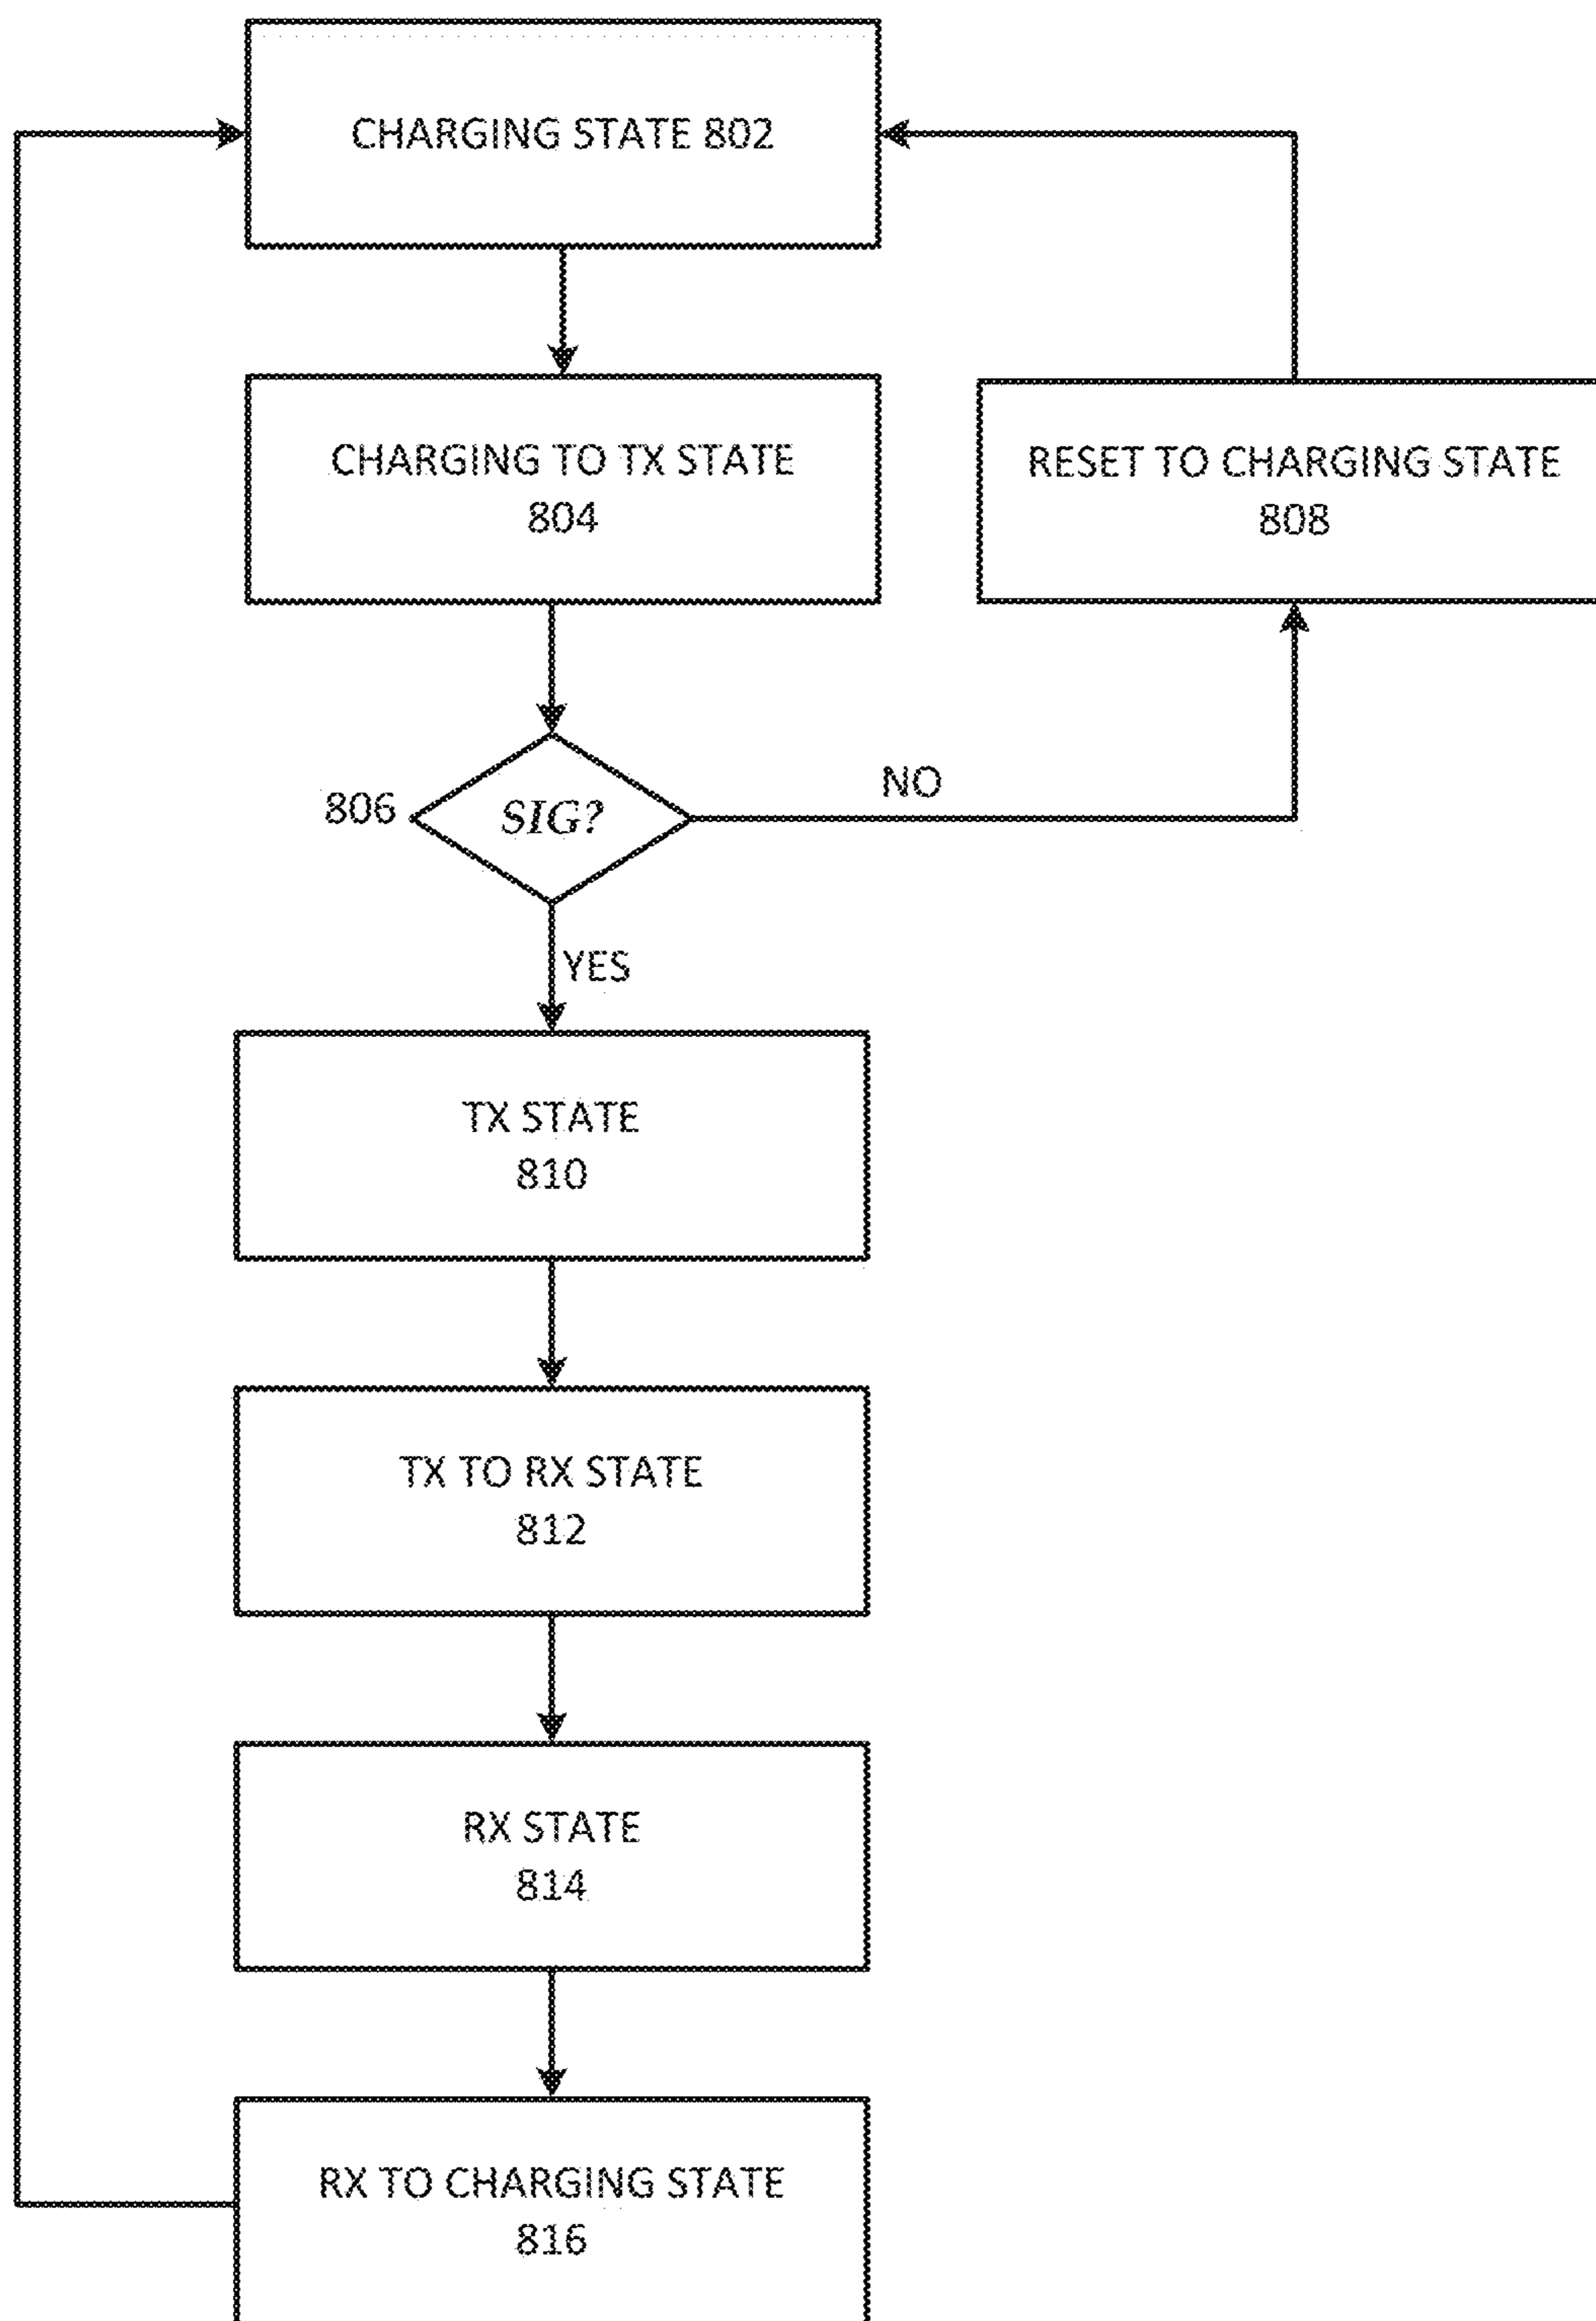 CHARGING STATE 802
CHARGING TO TX STATE
804
RESET TO CHARGING STATE
808
806
SIG?
NO
YES
TX STATE
810
TX TO RX STATE
812
RX STATE
814
RX TO CHARGING STATE
816